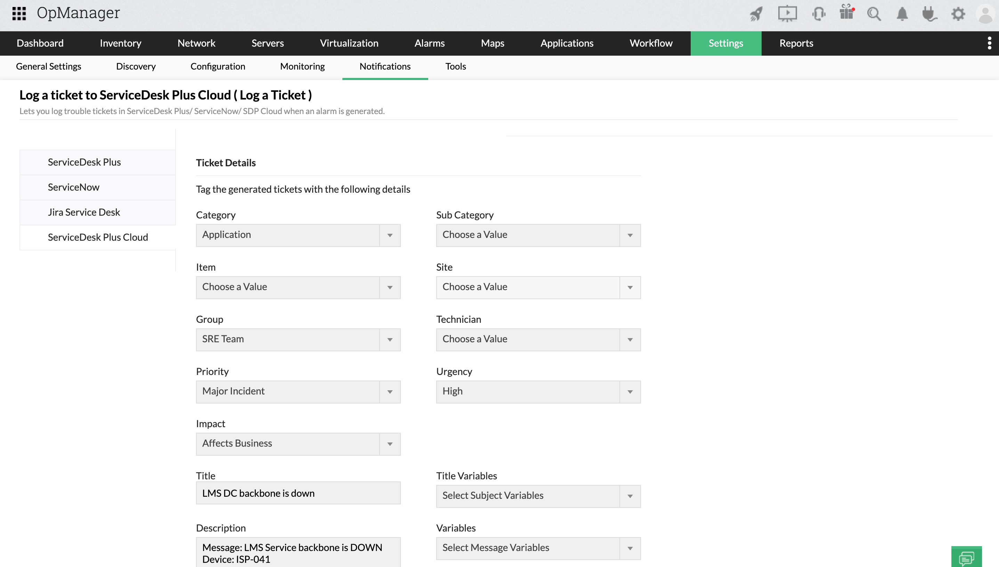 OpManager
Dashboard Inventory Network Servers Virtualization Alarms Maps Applications Workflow Settings Reports
General Settings Discovery Configuration Monitoring Notifications Tools
Log a ticket to ServiceDesk Plus Cloud ( Log a Ticket )
Lets you log trouble tickets in ServiceDesk Plus/ ServiceNow/ SDP Cloud when an alarm is generated.
ServiceDesk Plus
ServiceNow
Jira Service Desk
ServiceDesk Plus Cloud
Ticket Details
Tag the generated tickets with the following details
Category Sub Category
Application Choose a Value
Item Site
Choose a Value Choose a Value
Group Technician
SRE Team Choose a Value
Priority Urgency
Major Incident High
Impact
Affects Business
Title Title Variables
LMS DC backbone is down Select Subject Variables
Description Variables
Message: LMS Service backbone is DOWN Select Message Variables
Device: ISP-041